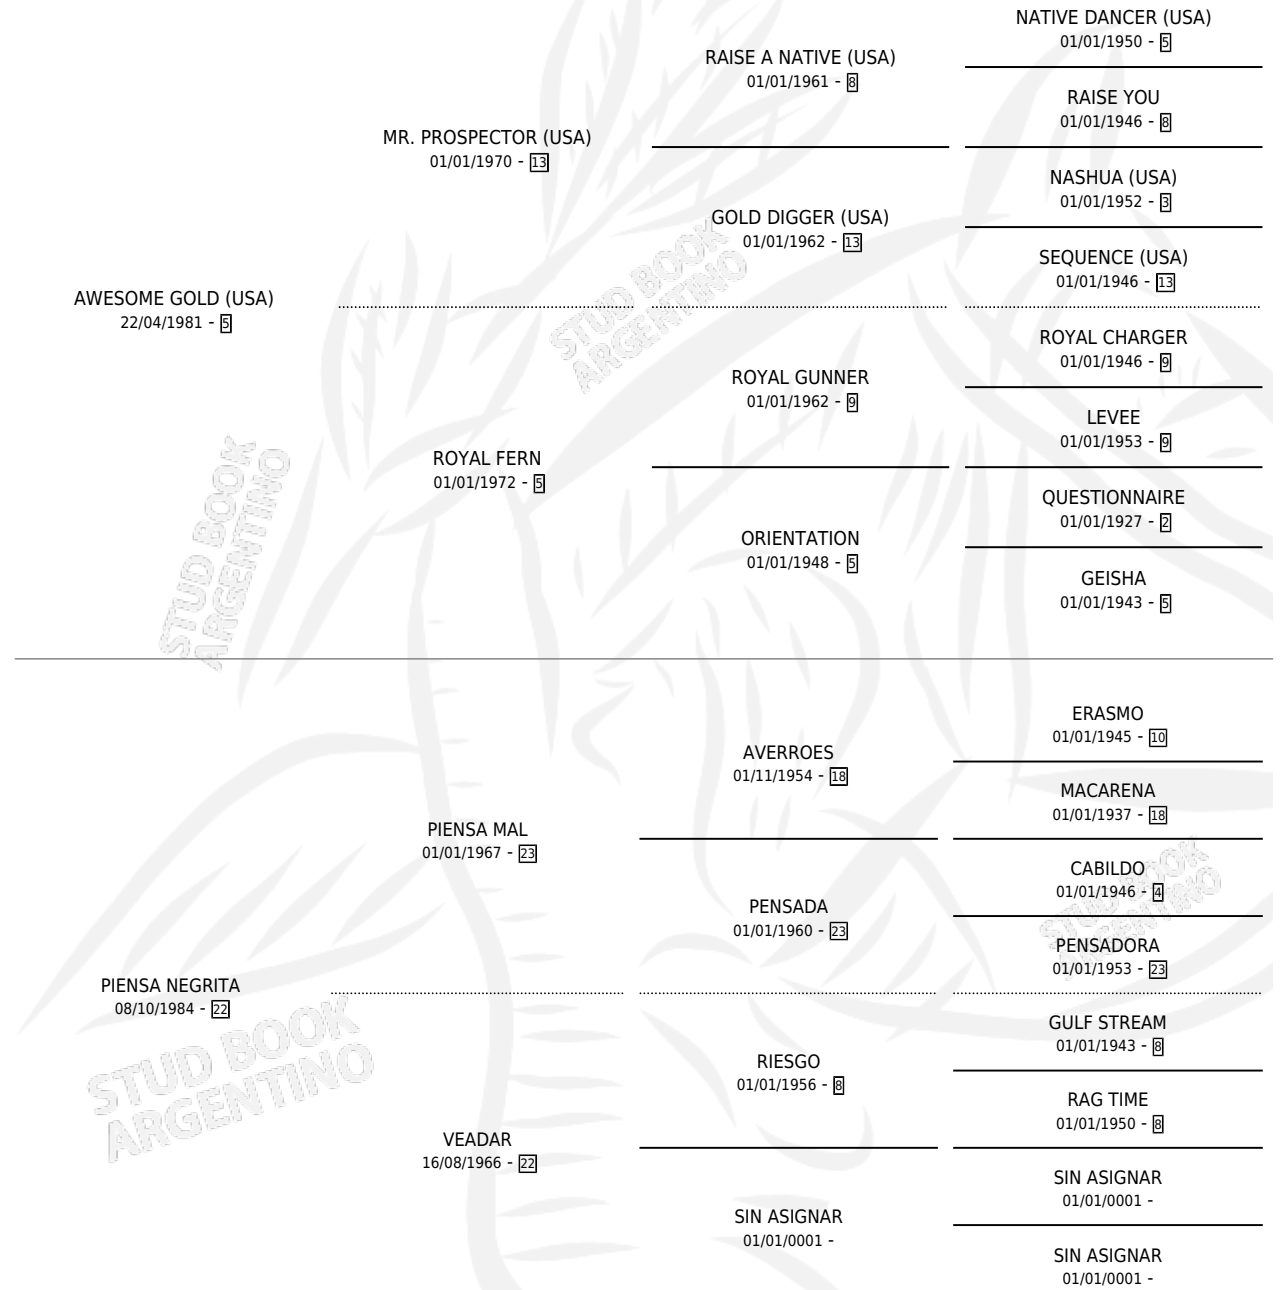 NATIVE DANCER (USA)
01/01/1950 - 5
RAISE A NATIVE (USA)
01/01/1961 - 8
RAISE YOU
01/01/1946 - 8
MR. PROSPECTOR (USA)
01/01/1970 - 13
NASHUA (USA)
01/01/1952 - 3
GOLD DIGGER (USA)
01/01/1962 - 13
SEQUENCE (USA)
01/01/1946 - 13
AWESOME GOLD (USA)
22/04/1981 - 5
STUD BOOK
ARGENTINO
ROYAL CHARGER
01/01/1946 - 9
ROYAL GUNNER
01/01/1962 - 9
LEVEE
01/01/1953 - 9
ROYAL FERN
01/01/1972 - 5
QUESTIONNAIRE
01/01/1927 - 2
ORIENTATION
01/01/1948 - 5
GEISHA
01/01/1943 - 5
STUD BOOK
ARGENTINO
ERASMO
01/01/1945 - 10
AVERROES
01/11/1954 - 18
MACARENA
01/01/1937 - 18
PIENSA MAL
01/01/1967 - 23
CABILDO
01/01/1946 - 4
PENSADA
01/01/1960 - 23
STUD BOOK
ARGENTINO
PENSADORA
01/01/1953 - 23
PIENSA NEGRITA
08/10/1984 - 22
GULF STREAM
01/01/1943 - 8
RIESGO
01/01/1956 - 8
RAG TIME
01/01/1950 - 8
STUD BOOK
ARGENTINO
VEADAR
16/08/1966 - 22
SIN ASIGNAR
01/01/0001 -
SIN ASIGNAR
01/01/0001 -
SIN ASIGNAR
01/01/0001 -